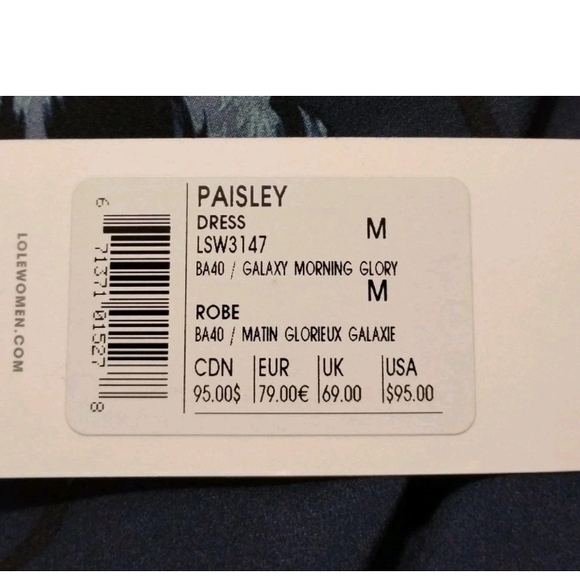 LOLEWOMEN.COM
6 71371 01527 8
PAISLEY
DRESS M
LSW3147
BA40 / GALAXY MORNING GLORY
M
ROBE
BA40 / MATIN GLORIEUX GALAXIE
CDN EUR UK USA
95.00$ 79.00€ 69.00 $95.00